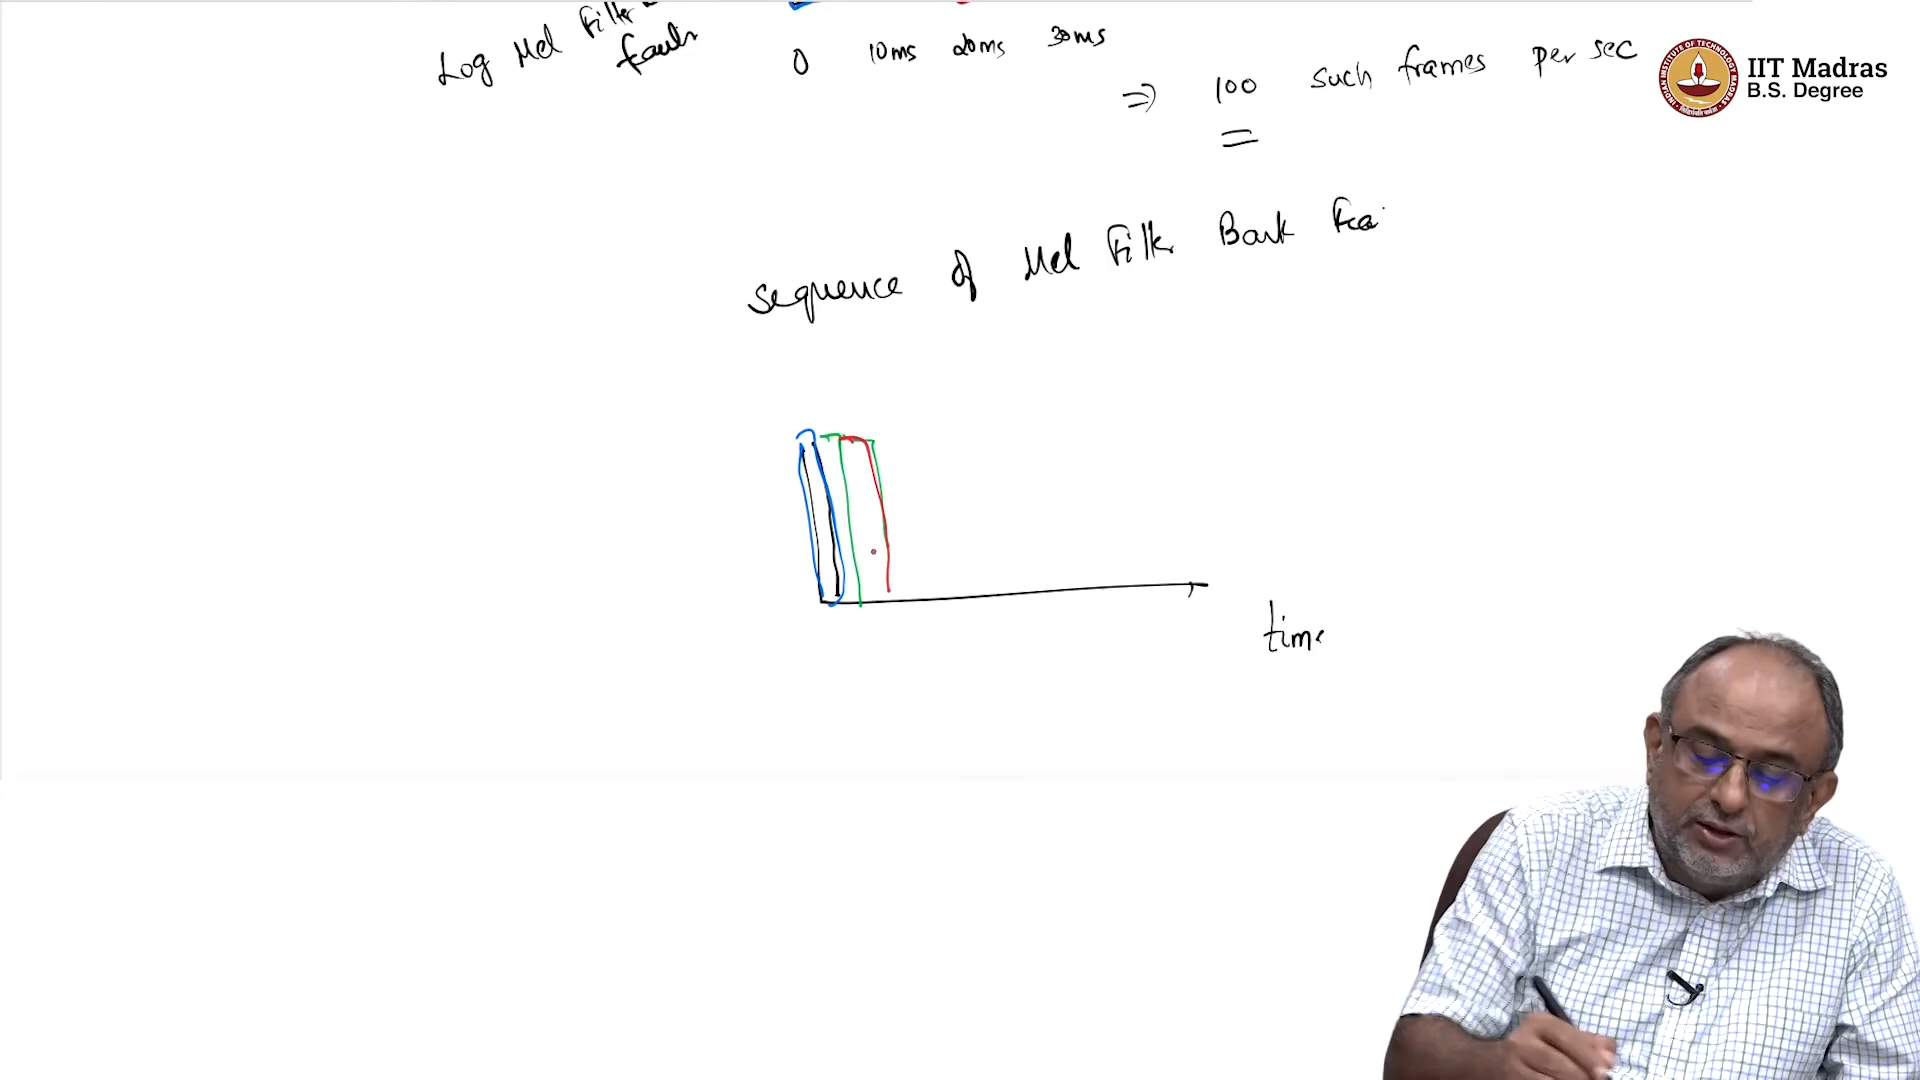 Log Mel Filter
0 10ms 20ms 30ms
⇒ 100 such frames per sec
IIT Madras
B.S. Degree
sequence of Mel Filter Bank Fea
time